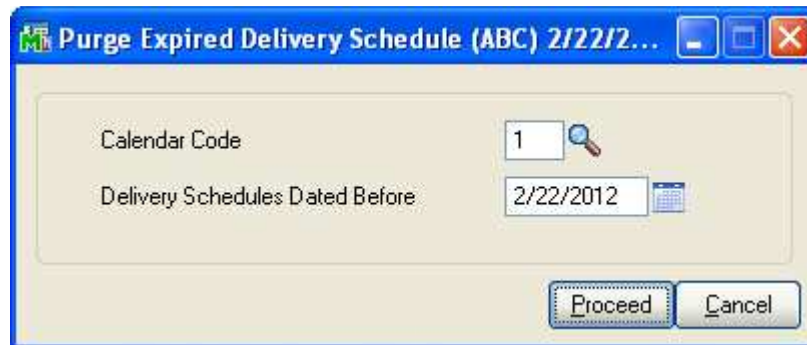 Purge Expired Delivery Schedule (ABC) 2/22/2...
Calendar Code 1
Delivery Schedules Dated Before 2/22/2012
Proceed Cancel